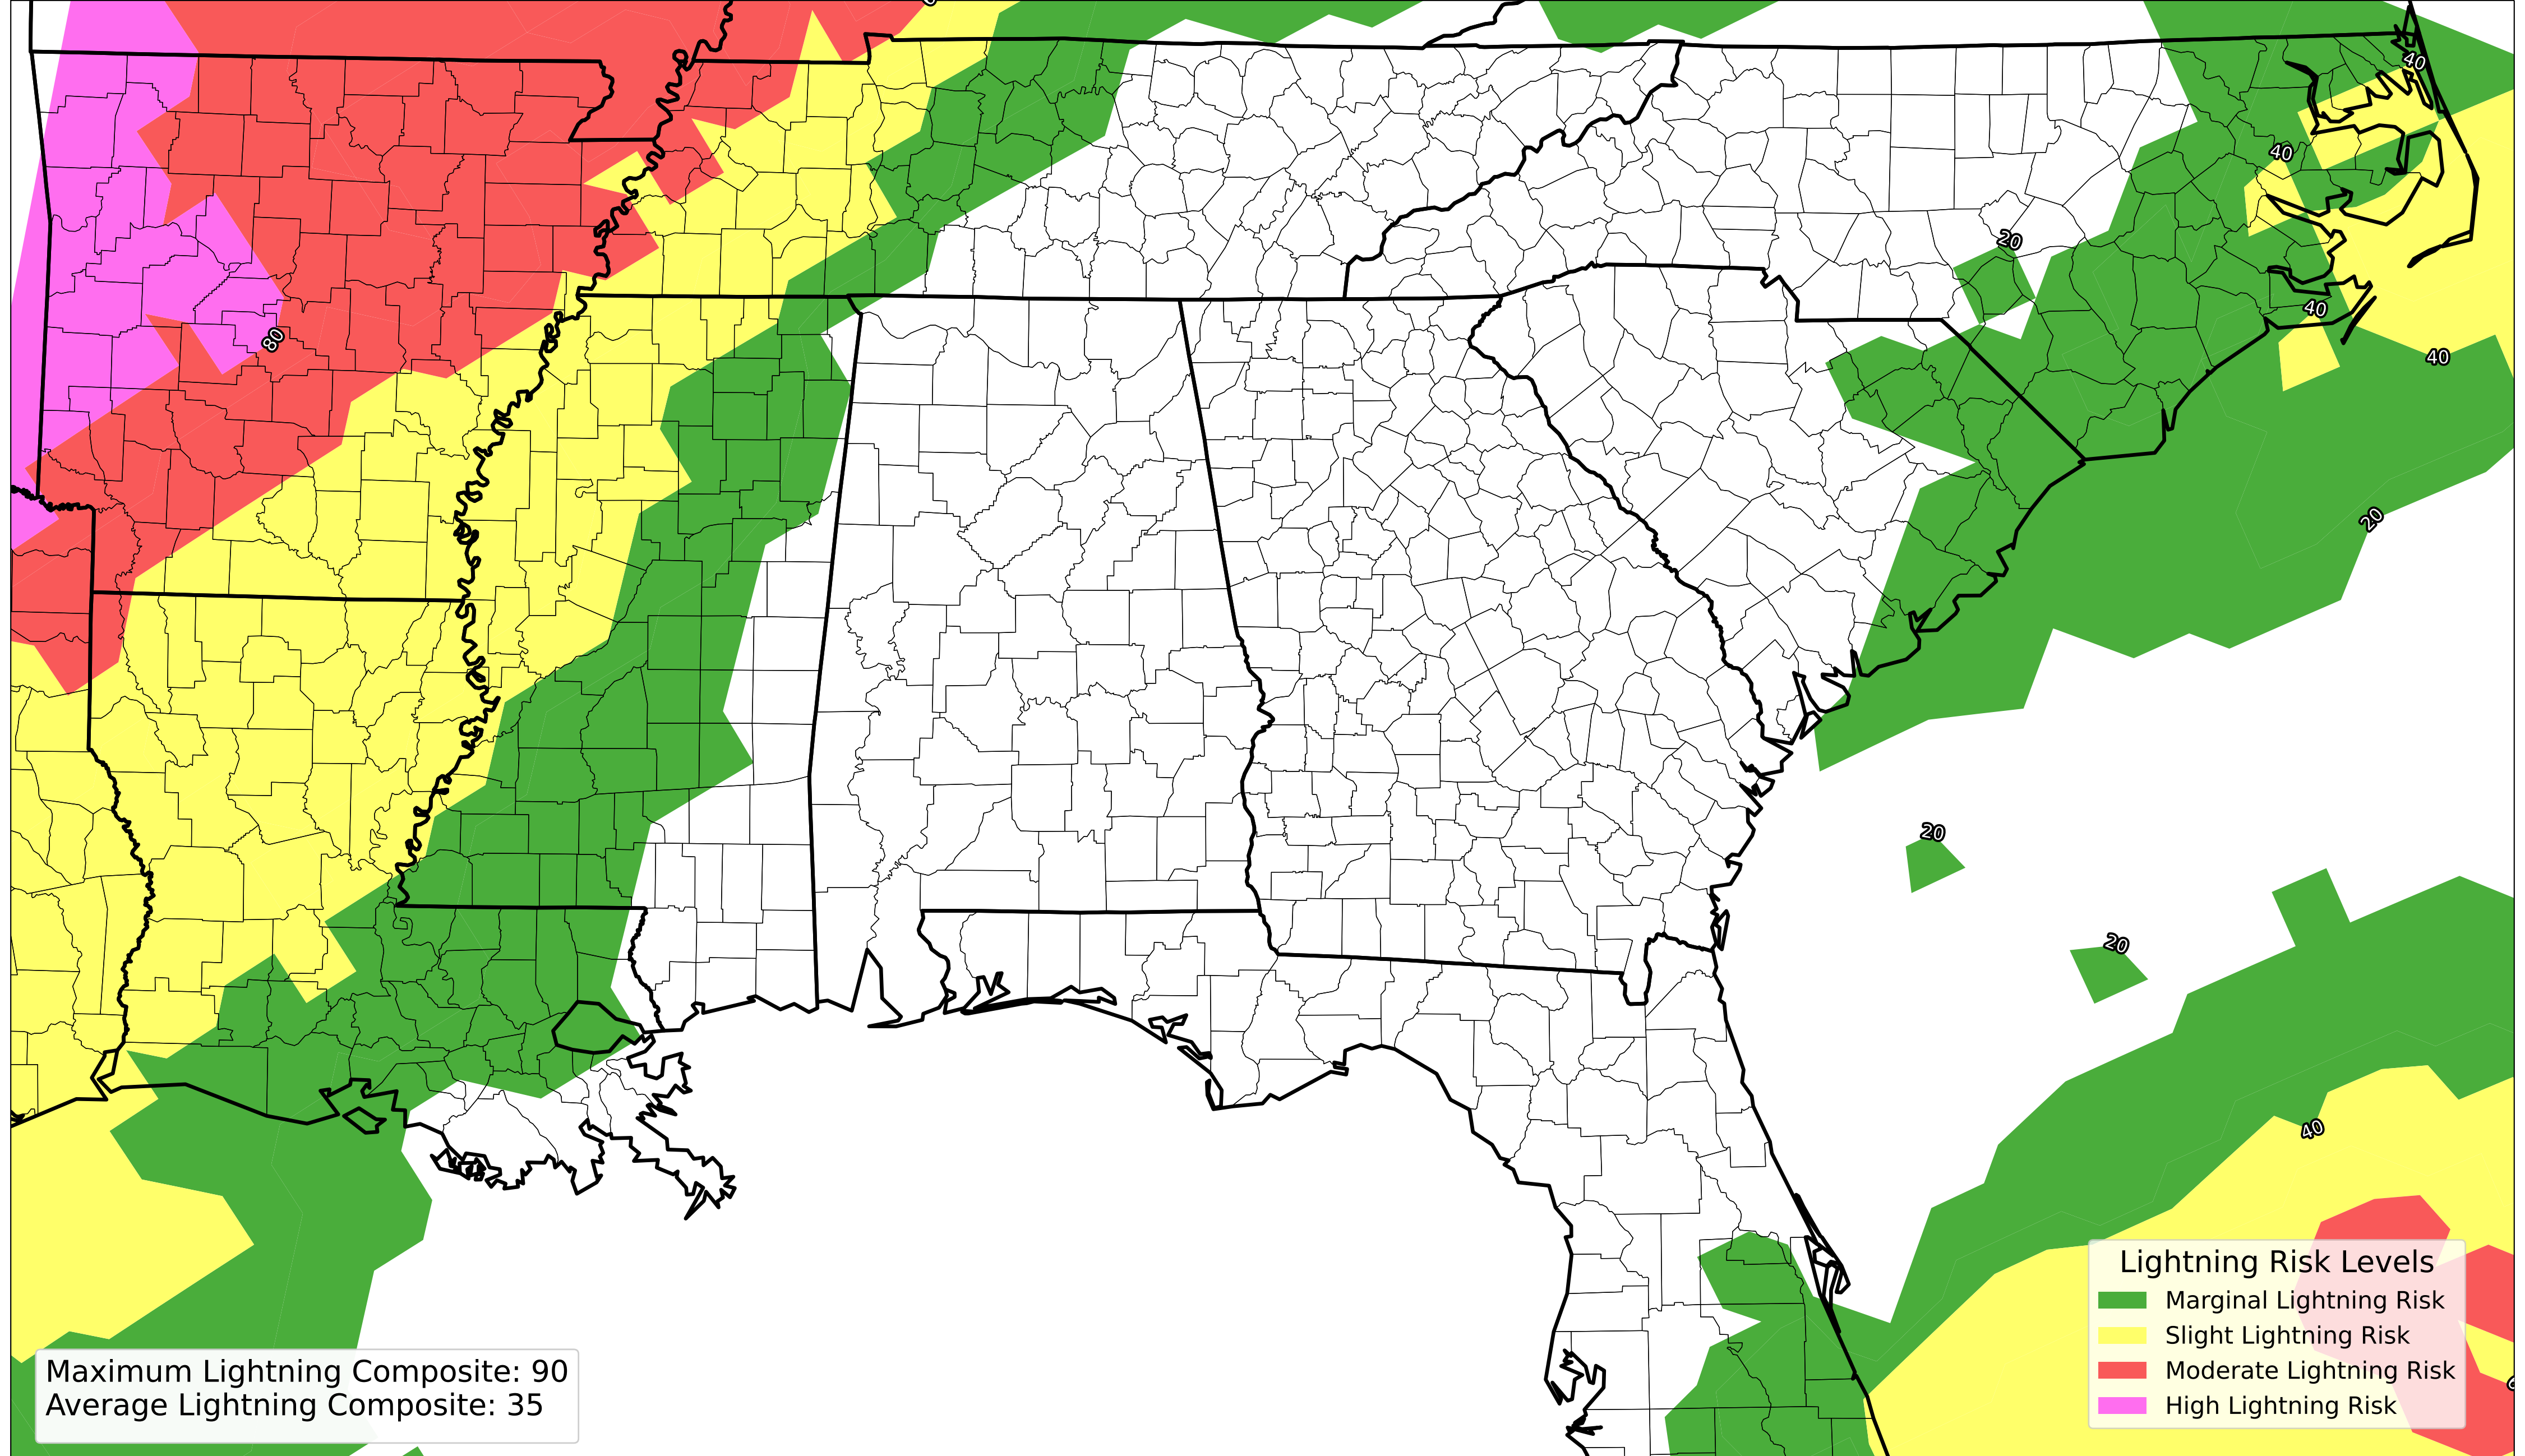 40
40
20
40
80
40
20
20
20
40
Lightning Risk Levels
Marginal Lightning Risk
Slight Lightning Risk
Moderate Lightning Risk
High Lightning Risk
Maximum Lightning Composite: 90
Average Lightning Composite: 35